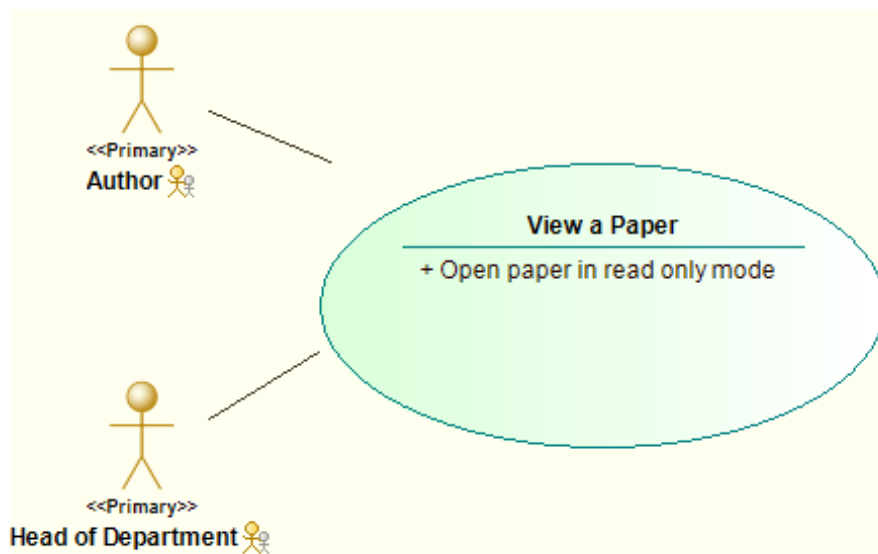 <<Primary>>
Author
View a Paper
+ Open paper in read only mode
<<Primary>>
Head of Department